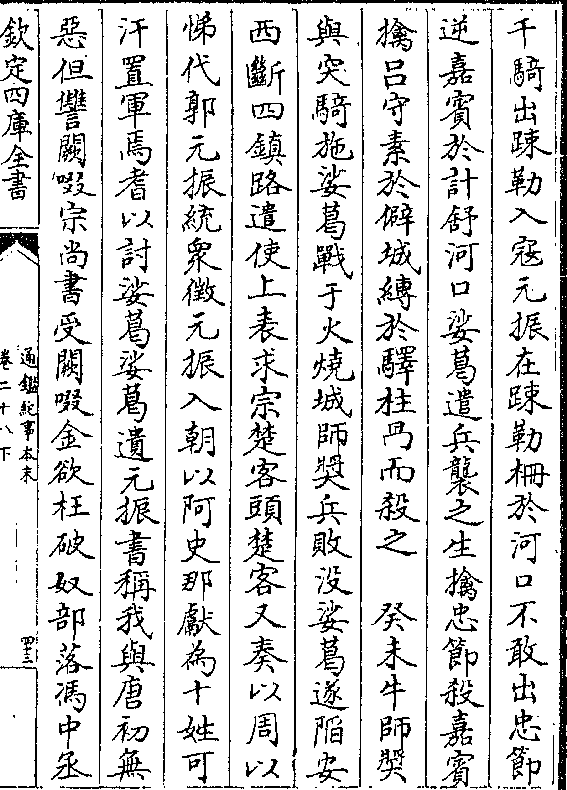 千騎出踈勒入冦元振在踈勒柵於河口不敢出忠節
逆嘉賓於計舒河口娑葛遣兵襲之生擒忠節殺嘉賓
擒吕守素於僻城縛於驛柱冎而殺之　癸未牛師奬
與突騎施娑葛戰于火燒城師奬兵敗没娑葛遂陷安
西斷四鎮路遣使上表求宗楚客頭楚客又奏以周以
悌代郭元振統衆徴元振入朝以阿史那獻為十姓可
汗置軍焉耆以討娑葛娑葛遺元振書稱我與唐初無
惡但讐闕啜宗尚書受闕啜金欲枉破奴部落馮中丞
欽定四庫全書
通鑑紀事本末
卷二十八下
四十三